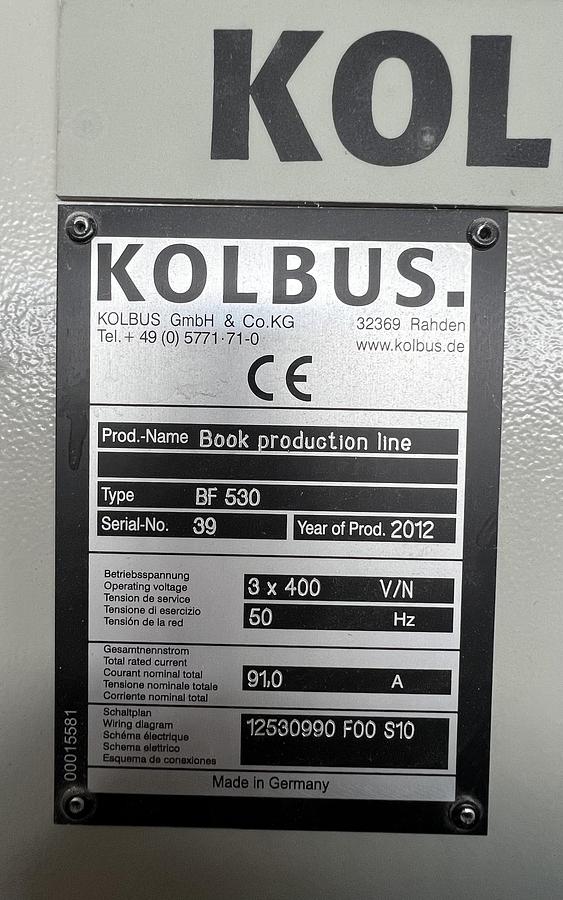 KOL
KOLBUS.
KOLBUS GmbH & Co.KG 32369 Rahden
Tel.+ 49 (0) 5771·71-0 www.kolbus.de
CE
Prod.-Name Book production line
Type BF 530
Serial-No. 39 Year of Prod. 2012
Betriebsspannung
Operating voltage
Tension de service
Tensione di esercizio
Tensión de la red
3 x 400 V/N
50 Hz
Gesamtnennstrom
Total rated current
Courant nominal total
Tensione nominale totale
Corriente nominal total
91,0 A
Schaltplan
Wiring diagram
Schéma électrique
Schema elettrico
Esquema de conexiones
12530990 F00 S10
00015581
Made in Germany